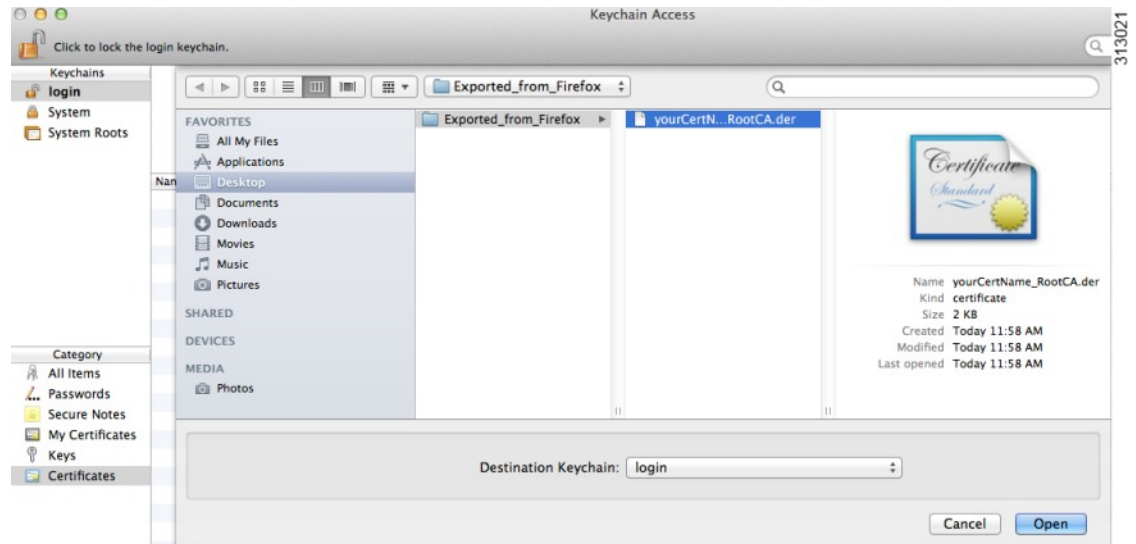 Keychain Access
313021
Click to lock the login keychain.
Keychains
login
System
System Roots
Exported_from_Firefox
FAVORITES
All My Files
Applications
Desktop
Documents
Downloads
Movies
Music
Pictures
SHARED
DEVICES
MEDIA
Photos
Nan
Exported_from_Firefox
yourCertN...RootCA.der
Certificate
Standard
Name yourCertName_RootCA.der
Kind certificate
Size 2 KB
Created Today 11:58 AM
Modified Today 11:58 AM
Last opened Today 11:58 AM
Category
All Items
Passwords
Secure Notes
My Certificates
Keys
Certificates
Destination Keychain: login
Cancel
Open